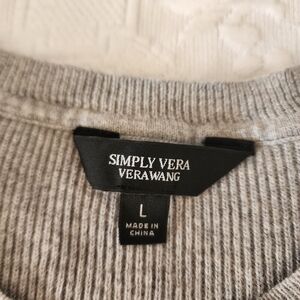 SIMPLY VERA
VERAWANG
L
MADE IN
CHINA